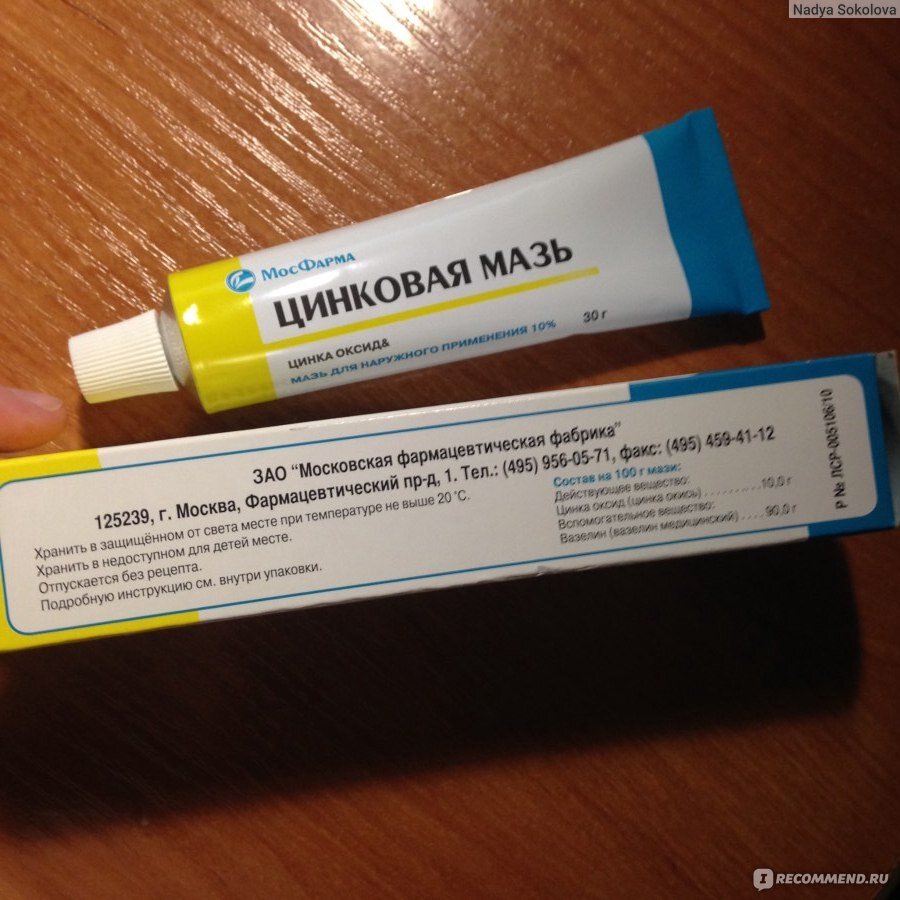 Nadya Sokolova
МосФарма
ЦИНКОВАЯ МАЗЬ
ЦИНКА ОКСИД&
МАЗЬ ДЛЯ НАРУЖНОГО ПРИМЕНЕНИЯ 10%
30 г
ЗАО "Московская фармацевтическая фабрика"
125239, г. Москва, Фармацевтический пр-д, 1. Тел.: (495) 956-05-71, факс: (495) 459-41-12
Хранить в защищённом от света месте при температуре не выше 20 °С.
Хранить в недоступном для детей месте.
Отпускается без рецепта.
Подробную инструкцию см. внутри упаковки.
Состав на 100 г мази:
Действующее вещество:
Цинка оксид (цинка окись) ..........10,0 г
Вспомогательное вещество:
Вазелин (вазелин медицинский) ....90,0 г
Р № ЛСР-005106/10
IRECOMMEND.RU